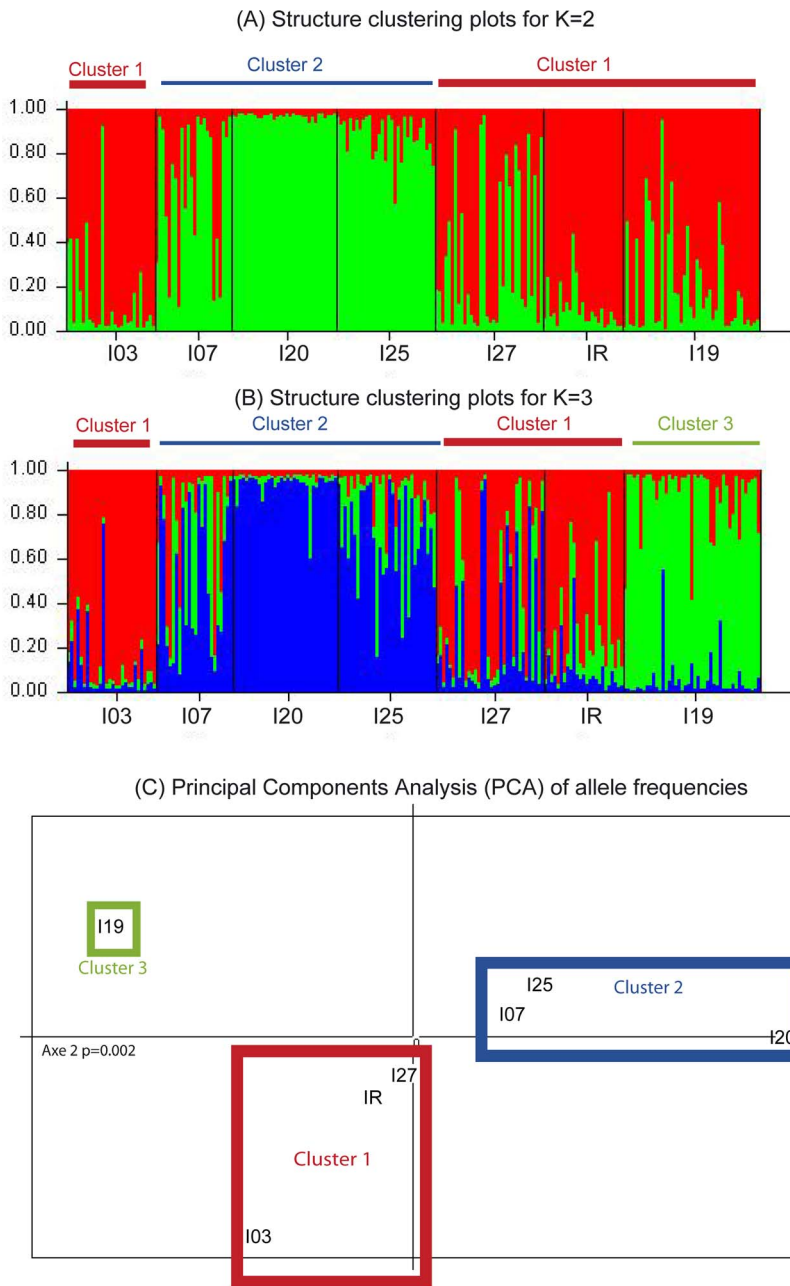 (A) Structure clustering plots for K=2
Cluster 1 Cluster 2 Cluster 1
1.00
0.80
0.60
0.40
0.20
0.00
I03 I07 I20 I25 I27 IR I19
(B) Structure clustering plots for K=3
Cluster 1 Cluster 2 Cluster 1 Cluster 3
1.00
0.80
0.60
0.40
0.20
0.00
I03 I07 I20 I25 I27 IR I19
(C) Principal Components Analysis (PCA) of allele frequencies
I19
Cluster 3
I25 Cluster 2
I07
I20
Axe 2 p=0.002
0
I27
IR
Cluster 1
I03